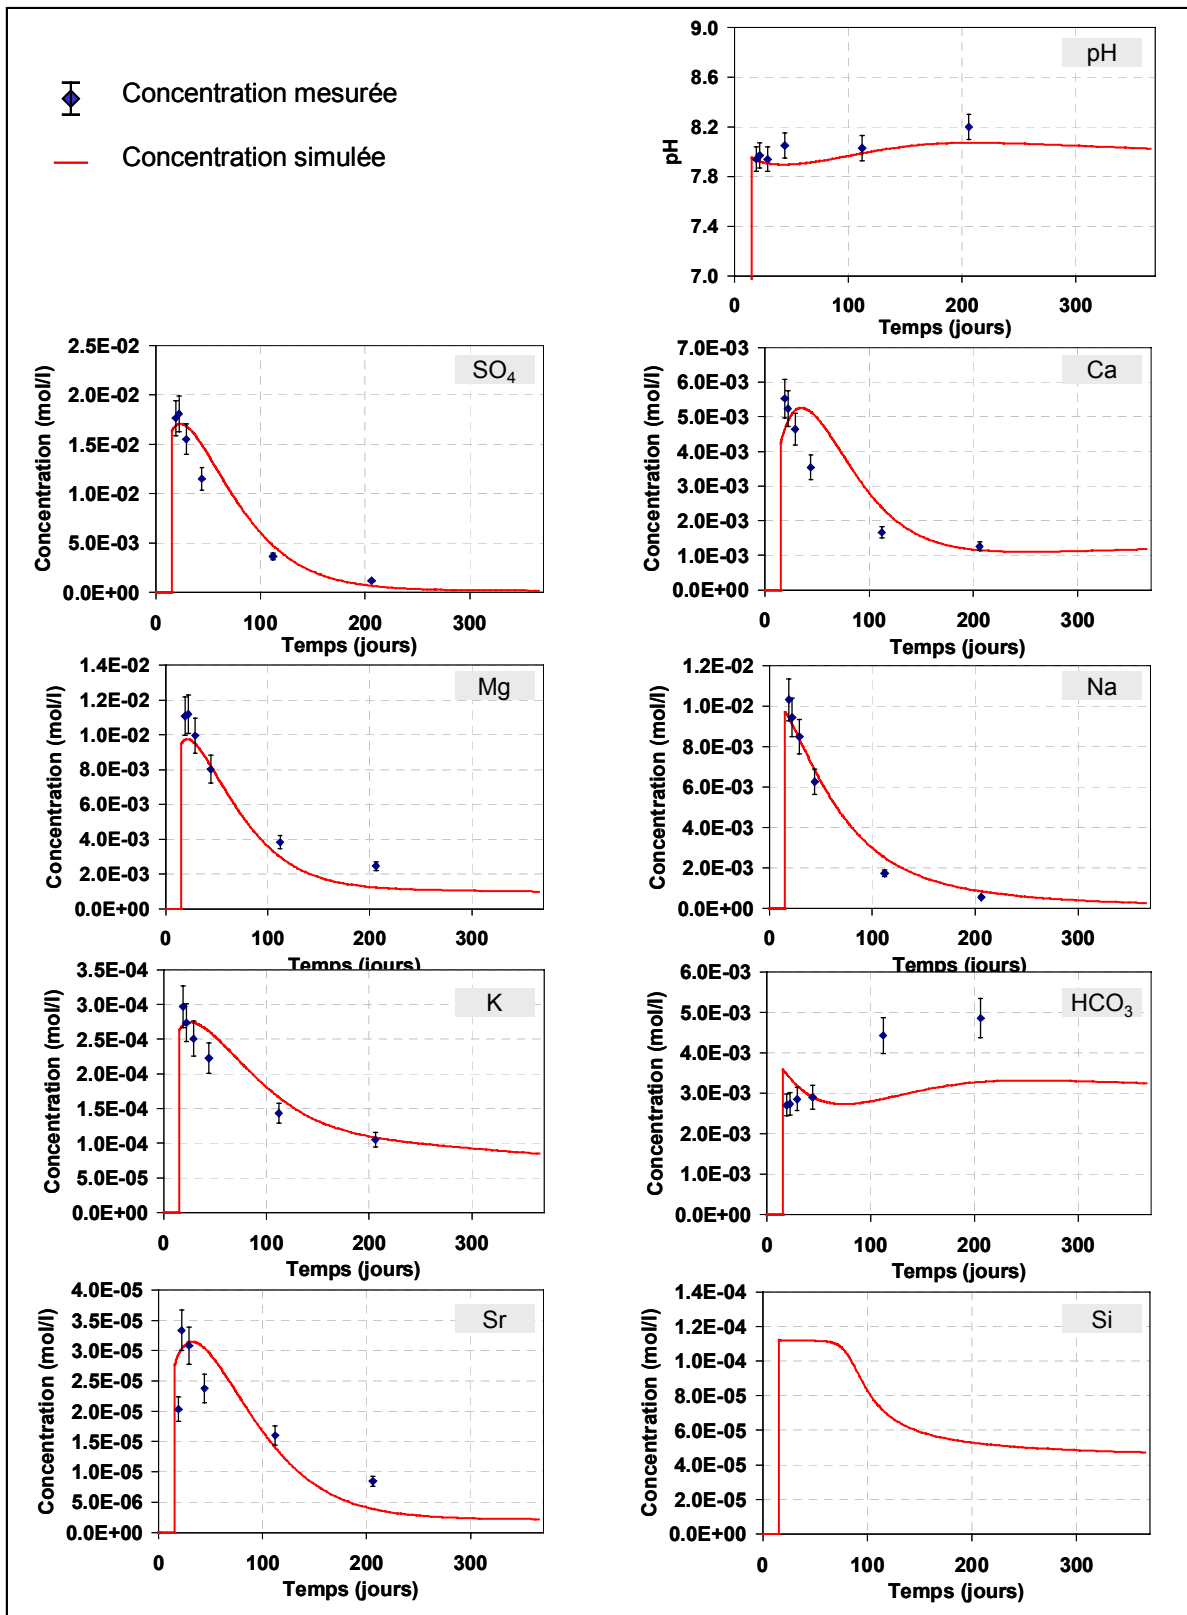 Concentration mesurée
Concentration simulée
pH
pH
9.0
8.6
8.2
7.8
7.4
7.0
0 100 200 300
Temps (jours)
SO4
Concentration (mol/l)
2.5E-02
2.0E-02
1.5E-02
1.0E-02
5.0E-03
0.0E+00
0 100 200 300
Temps (jours)
Ca
Concentration (mol/l)
7.0E-03
6.0E-03
5.0E-03
4.0E-03
3.0E-03
2.0E-03
1.0E-03
0.0E+00
0 100 200 300
Temps (jours)
Mg
Concentration (mol/l)
1.4E-02
1.2E-02
1.0E-02
8.0E-03
6.0E-03
4.0E-03
2.0E-03
0.0E+00
0 100 200 300
Temps (jours)
Na
Concentration (mol/l)
1.2E-02
1.0E-02
8.0E-03
6.0E-03
4.0E-03
2.0E-03
0.0E+00
0 100 200 300
Temps (jours)
K
Concentration (mol/l)
3.5E-04
3.0E-04
2.5E-04
2.0E-04
1.5E-04
1.0E-04
5.0E-05
0.0E+00
0 100 200 300
Temps (jours)
HCO3
Concentration (mol/l)
6.0E-03
5.0E-03
4.0E-03
3.0E-03
2.0E-03
1.0E-03
0.0E+00
0 100 200 300
Temps (jours)
Sr
Concentration (mol/l)
4.0E-05
3.5E-05
3.0E-05
2.5E-05
2.0E-05
1.5E-05
1.0E-05
5.0E-06
0.0E+00
0 100 200 300
Temps (jours)
Si
Concentration (mol/l)
1.4E-04
1.2E-04
1.0E-04
8.0E-05
6.0E-05
4.0E-05
2.0E-05
0.0E+00
0 100 200 300
Temps (jours)